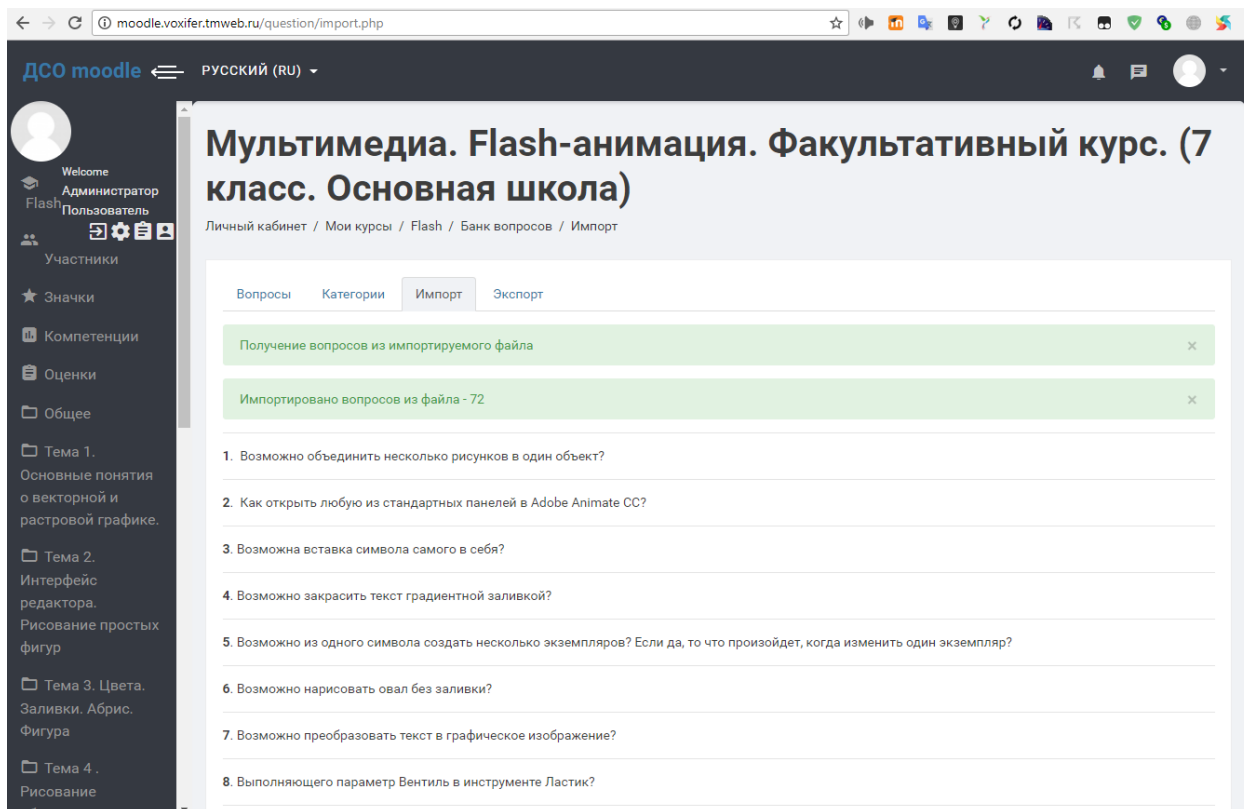 moodle.voxifer.tmweb.ru/question/import.php
ДСО moodle
РУССКИЙ (RU)
Welcome
Администратор
Пользователь
Flash
Участники
Значки
Компетенции
Оценки
Общее
Тема 1.
Основные понятия
о векторной и
растровой графике.
Тема 2.
Интерфейс
редактора.
Рисование простых
фигур
Тема 3. Цвета.
Заливки. Абрис.
Фигура
Тема 4 .
Рисование
Мультимедиа. Flash-анимация. Факультативный курс. (7
класс. Основная школа)
Личный кабинет / Мои курсы / Flash / Банк вопросов / Импорт
Вопросы Категории Импорт Экспорт
Получение вопросов из импортируемого файла ×
Импортировано вопросов из файла - 72 ×
1. Возможно объединить несколько рисунков в один объект?
2. Как открыть любую из стандартных панелей в Adobe Animate CC?
3. Возможна вставка символа самого в себя?
4. Возможно закрасить текст градиентной заливкой?
5. Возможно из одного символа создать несколько экземпляров? Если да, то что произойдет, когда изменить один экземпляр?
6. Возможно нарисовать овал без заливки?
7. Возможно преобразовать текст в графическое изображение?
8. Выполняющего параметр Вентиль в инструменте Ластик?